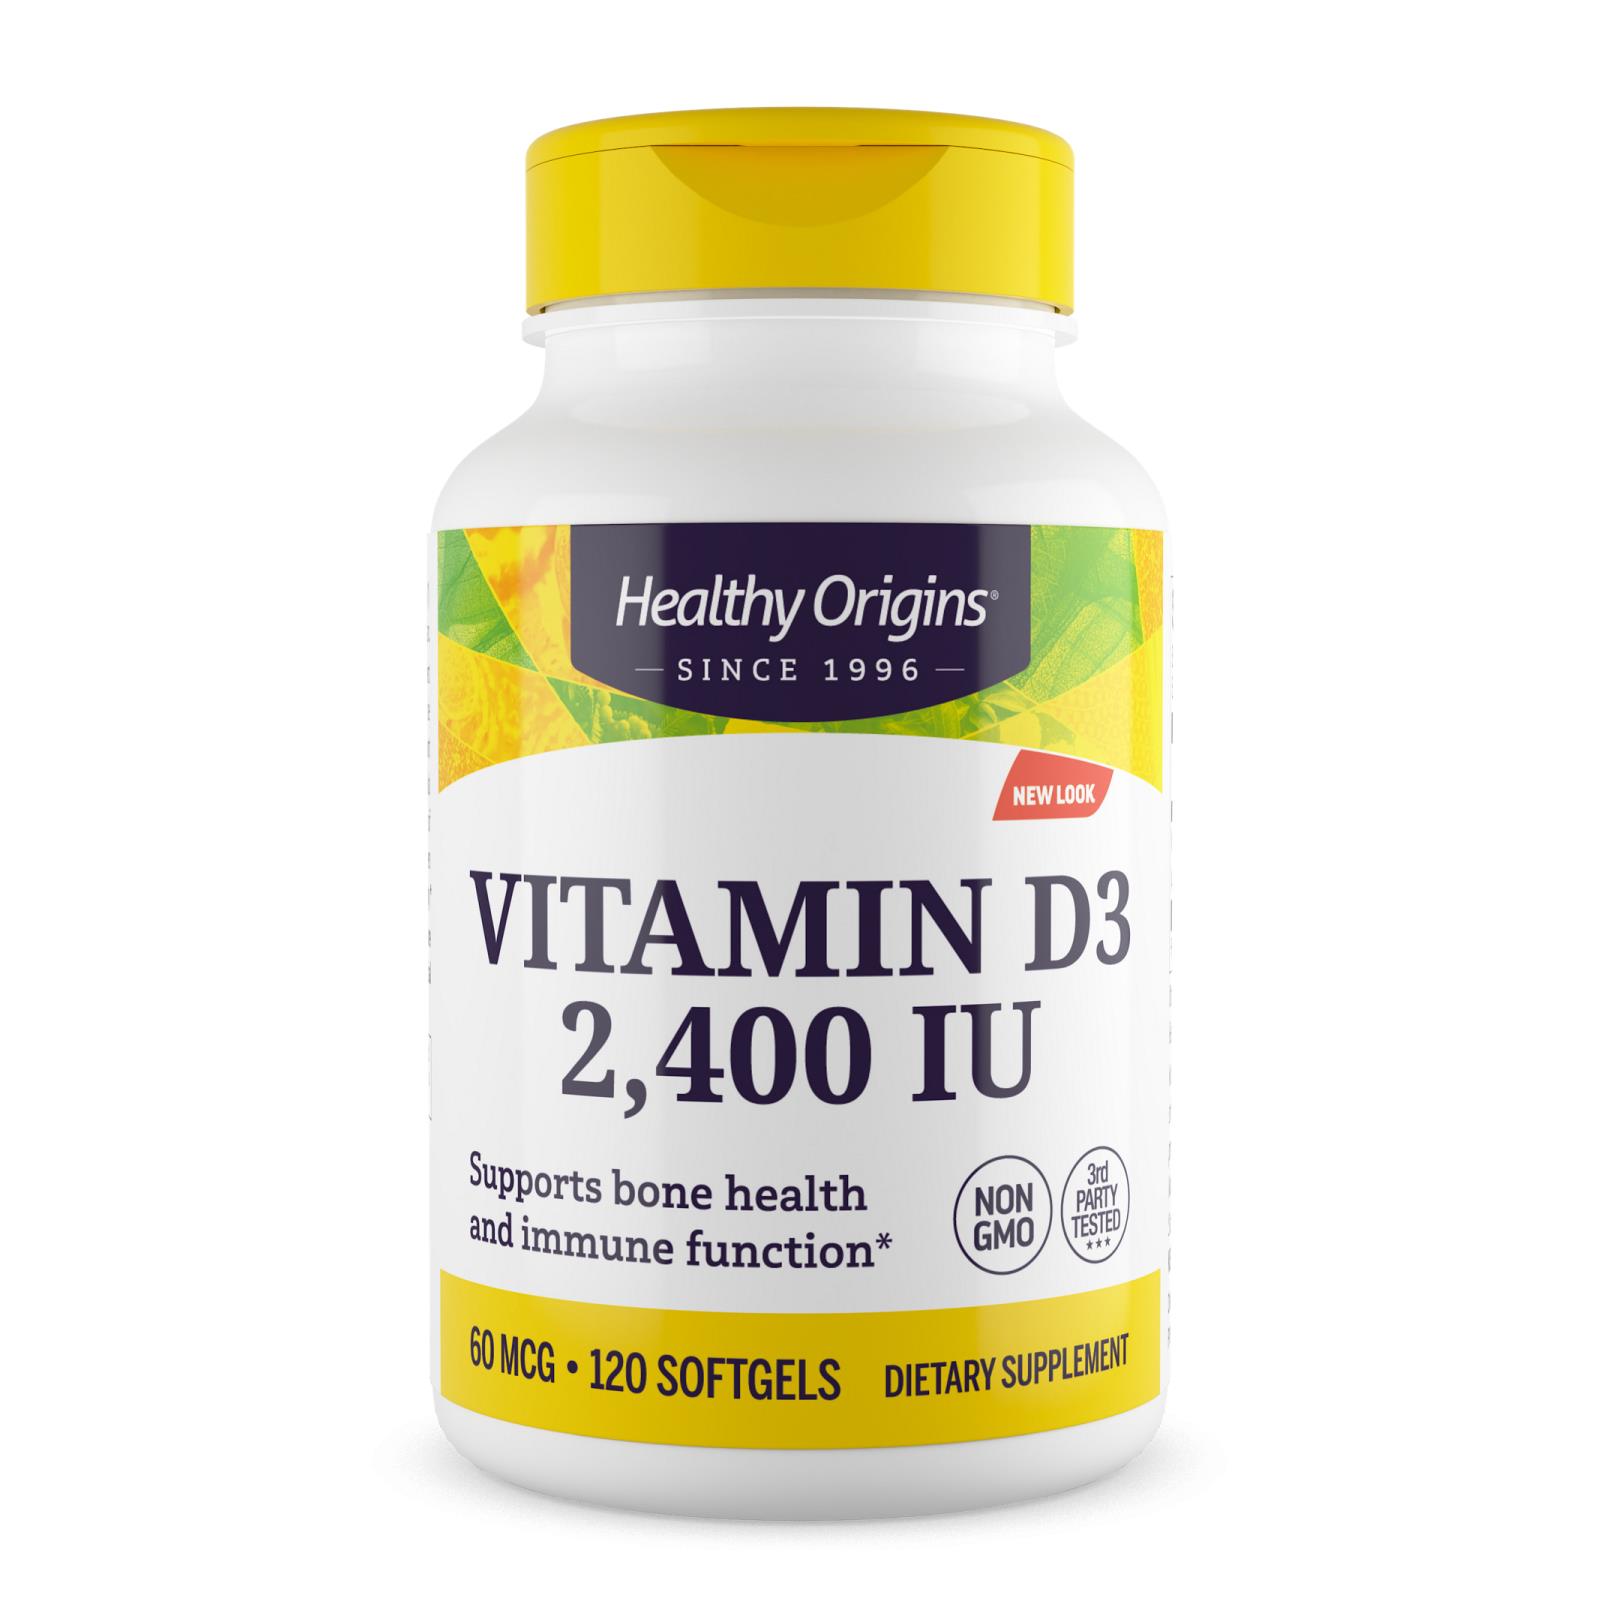 Healthy Origins®
SINCE 1996
NEW LOOK
VITAMIN D3
2,400 IU
Supports bone health
and immune function*
NON
GMO
3rd
PARTY
TESTED
60 MCG • 120 SOFTGELS DIETARY SUPPLEMENT